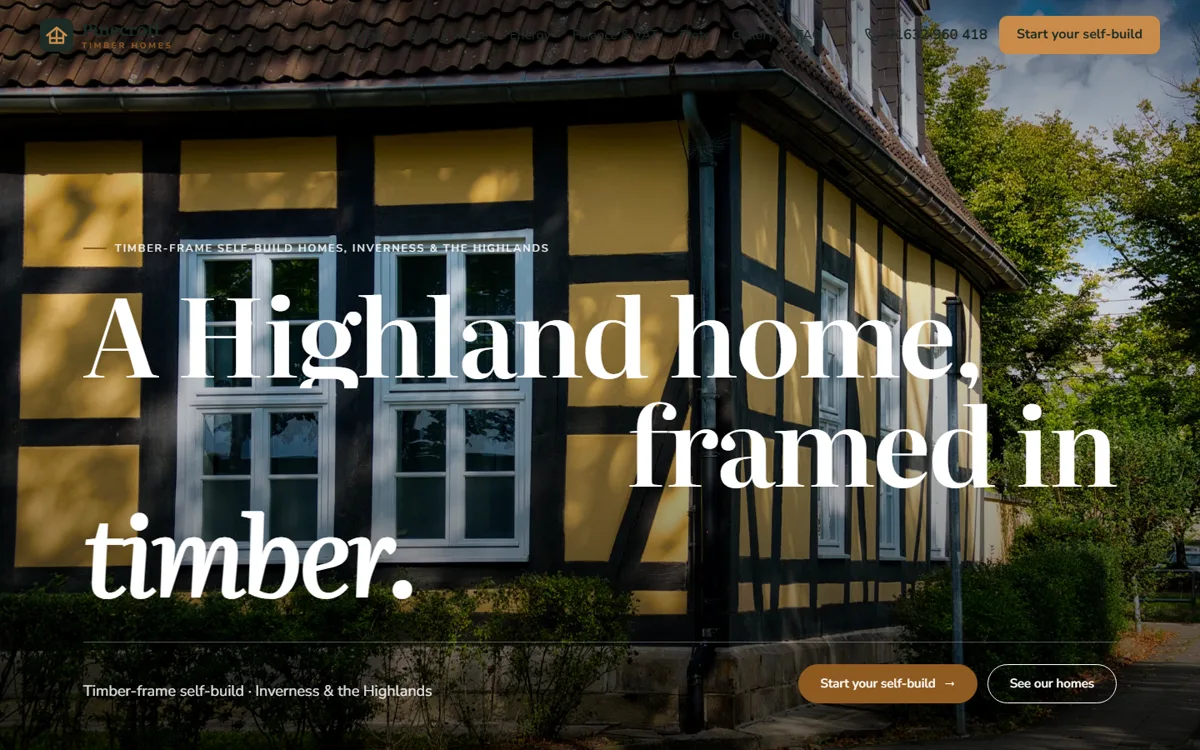 TIMBER HOMES
Start your self-build
TIMBER-FRAME SELF-BUILD HOMES, INVERNESS & THE HIGHLANDS
A Highland home,
framed in
timber.
Timber-frame self-build · Inverness & the Highlands
Start your self-build →
See our homes